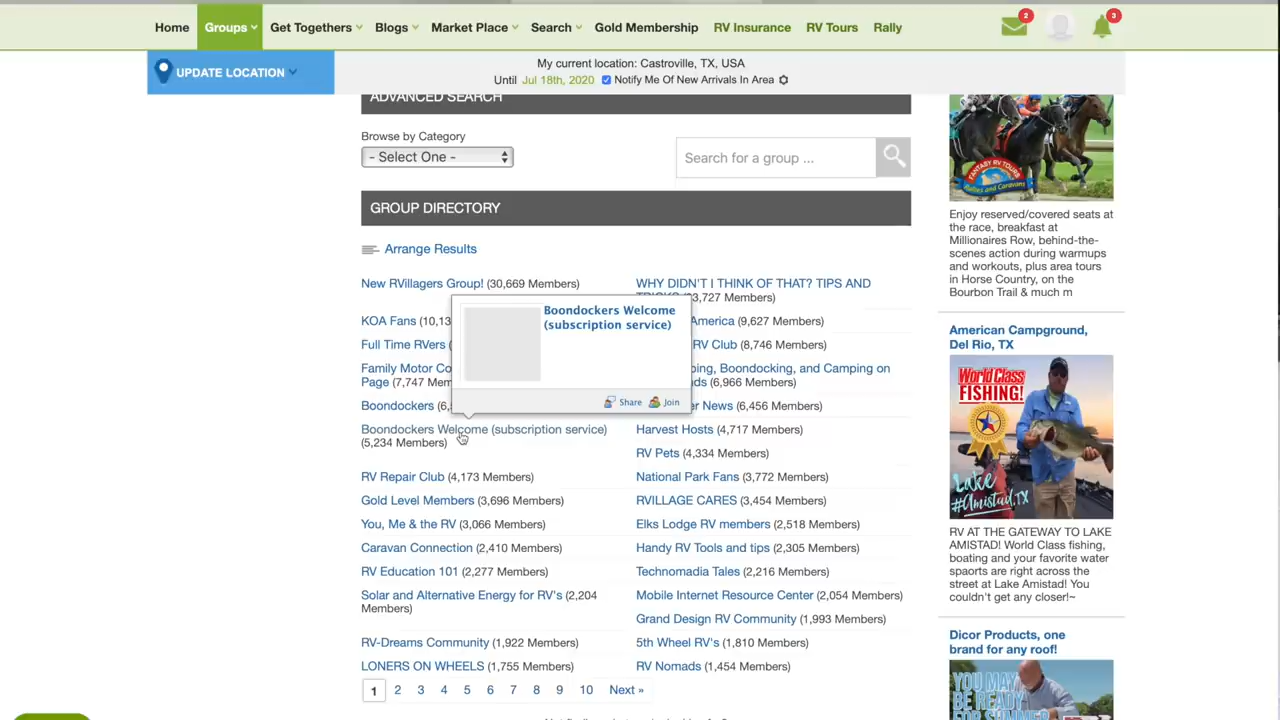 Home Groups Get Togethers Blogs Market Place Search Gold Membership RV Insurance RV Tours Rally 2 3
UPDATE LOCATION
My current location: Castroville, TX, USA
Until Jul 18th, 2020 Notify Me Of New Arrivals In Area
ADVANCED SEARCH
Browse by Category
- Select One -
Search for a group ...
GROUP DIRECTORY
Arrange Results
New RVillagers Group! (30,669 Members)
KOA Fans (10,13
Full Time RVers (
Family Motor Co
Page (7,747 Mem
Boondockers (6,
Boondockers Welcome (subscription service)
(5,234 Members)
RV Repair Club (4,173 Members)
Gold Level Members (3,696 Members)
You, Me & the RV (3,066 Members)
Caravan Connection (2,410 Members)
RV Education 101 (2,277 Members)
Solar and Alternative Energy for RV's (2,204
Members)
RV-Dreams Community (1,922 Members)
LONERS ON WHEELS (1,755 Members)
Boondockers Welcome
(subscription service)
Share Join
WHY DIDN'T I THINK OF THAT? TIPS AND
3,727 Members)
America (9,627 Members)
RV Club (8,746 Members)
ing, Boondocking, and Camping on
ds (6,966 Members)
er News (6,456 Members)
Harvest Hosts (4,717 Members)
RV Pets (4,334 Members)
National Park Fans (3,772 Members)
RVILLAGE CARES (3,454 Members)
Elks Lodge RV members (2,518 Members)
Handy RV Tools and tips (2,305 Members)
Technomadia Tales (2,216 Members)
Mobile Internet Resource Center (2,054 Members)
Grand Design RV Community (1,993 Members)
5th Wheel RV's (1,810 Members)
RV Nomads (1,454 Members)
1 2 3 4 5 6 7 8 9 10 Next »
FANTASY RV TOURS
Rallies and Caravans
Enjoy reserved/covered seats at
the race, breakfast at
Millionaires Row, behind-the-
scenes action during warmups
and workouts, plus area tours
in Horse Country, on the
Bourbon Trail & much m
American Campground,
Del Rio, TX
World Class
FISHING!
Lake
#Amistad,TX
RV AT THE GATEWAY TO LAKE
AMISTAD! World Class fishing,
boating and your favorite water
spaorts are right across the
street at Lake Amistad! You
couldn't get any closer!~
Dicor Products, one
brand for any roof!
YOU MAY
BE READY
FOR SUMMER